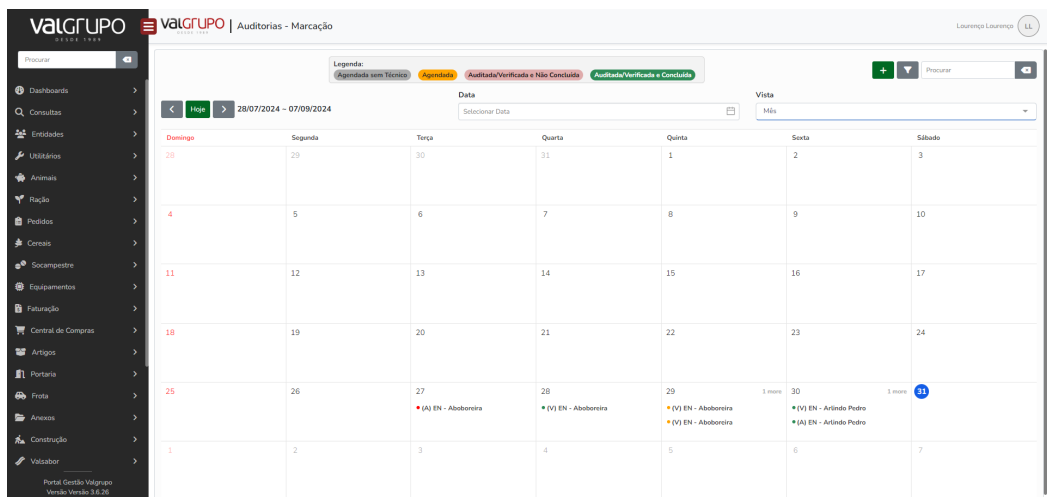 valGrupo
DESDE 1989
Procurar
Dashboards
Consultas
Entidades
Utilitários
Animais
Ração
Pedidos
Cereais
Socampestre
Equipamentos
Faturação
Central de Compras
Artigos
Portaria
Frota
Anexos
Construção
Valsabor
Portal Gestão Valgrupo
Versão Versão 3.6.26
valGrupo | Auditorias - Marcação
DESDE 1989
Lourenço Lourenço LL
Legenda:
Agendada sem Técnico Agendada Auditada/Verificada e Não Concluída Auditada/Verificada e Concluída
+ Procurar
Data Vista
< Hoje > 28/07/2024 – 07/09/2024 Selecionar Data Mês
Domingo Segunda Terça Quarta Quinta Sexta Sábado
28 29 30 31 1 2 3
4 5 6 7 8 9 10
11 12 13 14 15 16 17
18 19 20 21 22 23 24
25 26 27 28 29 1 more 30 1 more 31
(A) EN - Aboboreira (V) EN - Aboboreira (V) EN - Aboboreira (V) EN - Arlindo Pedro
(V) EN - Aboboreira (A) EN - Arlindo Pedro
1 2 3 4 5 6 7